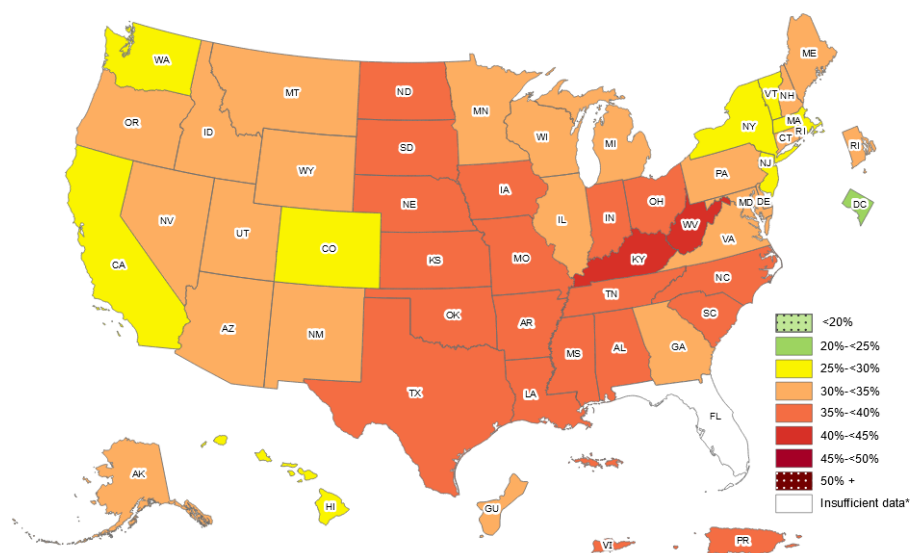 WA
MT
ND
MN
ME
VT
NH
OR
ID
SD
WI
MI
NY
MA
CT
RI
RI
WY
IA
PA
NJ
NE
NV
UT
IL
IN
OH
MD
DE
DC
CO
WV
VA
CA
KS
MO
KY
NC
TN
AZ
NM
OK
AR
SC
MS
AL
GA
TX
LA
FL
AK
HI
GU
VI
PR
<20%
20%-<25%
25%-<30%
30%-<35%
35%-<40%
40%-<45%
45%-<50%
50% +
Insufficient data*